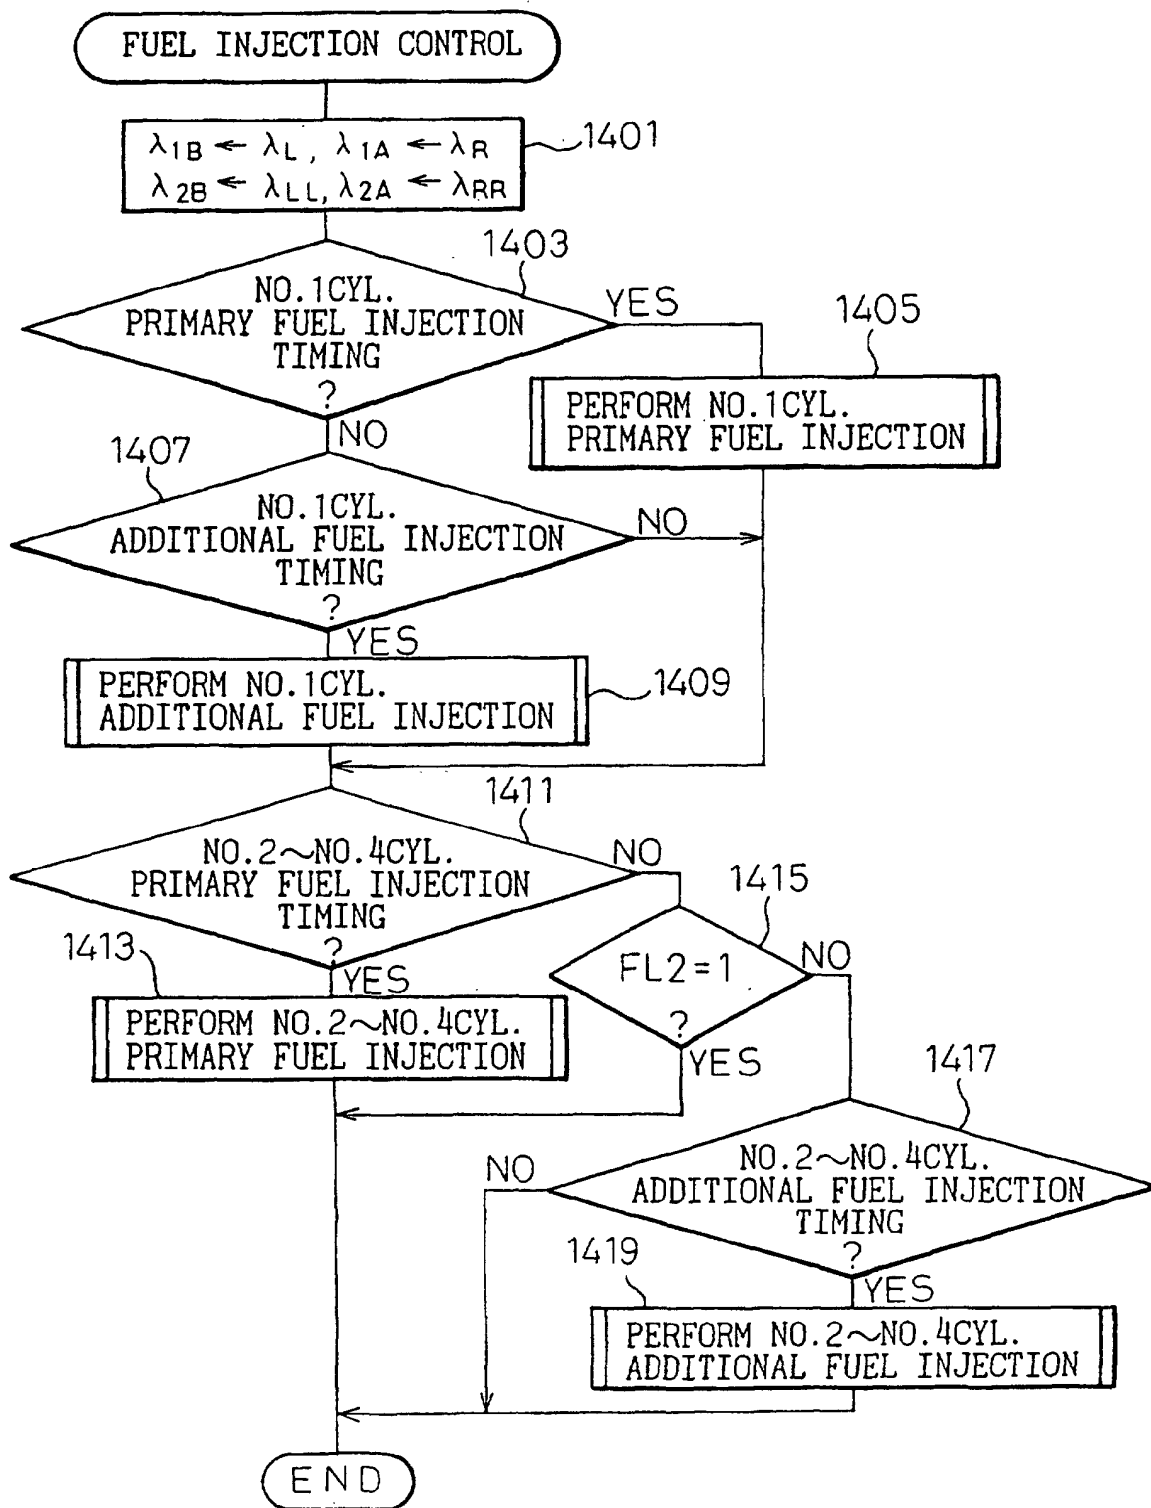 FUEL INJECTION CONTROL
λ1B ← λL, λ1A ← λR
λ2B ← λLL, λ2A ← λRR
1401
1403
NO.1CYL.
PRIMARY FUEL INJECTION
TIMING
?
YES
1405
PERFORM NO.1CYL.
PRIMARY FUEL INJECTION
NO
1407
NO.1CYL.
ADDITIONAL FUEL INJECTION
TIMING
?
NO
YES
PERFORM NO.1CYL.
ADDITIONAL FUEL INJECTION
1409
1411
NO.2~NO.4CYL.
PRIMARY FUEL INJECTION
TIMING
?
NO
1413
YES
PERFORM NO.2~NO.4CYL.
PRIMARY FUEL INJECTION
1415
FL2=1
?
NO
YES
1417
NO.2~NO.4CYL.
ADDITIONAL FUEL INJECTION
TIMING
?
NO
1419
YES
PERFORM NO.2~NO.4CYL.
ADDITIONAL FUEL INJECTION
END